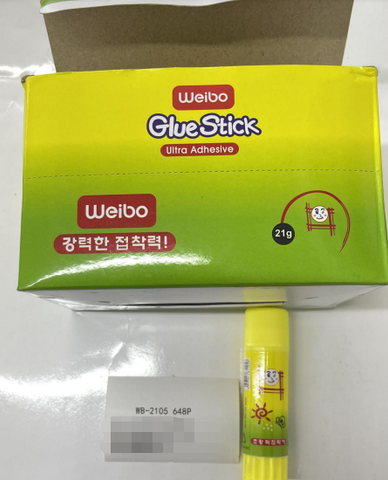 Weibo
Glue Stick
Ultra Adhesive
Weibo
강력한 접착력!
21g
WB-2105 648P